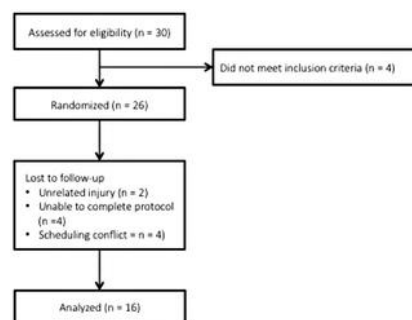 Assessed for eligibility (n = 30)
Did not meet inclusion criteria (n = 4)
Randomized (n = 26)
Lost to follow-up
• Unrelated injury (n = 2)
• Unable to complete protocol
(n =4)
• Scheduling conflict = n = 4)
Analyzed (n = 16)